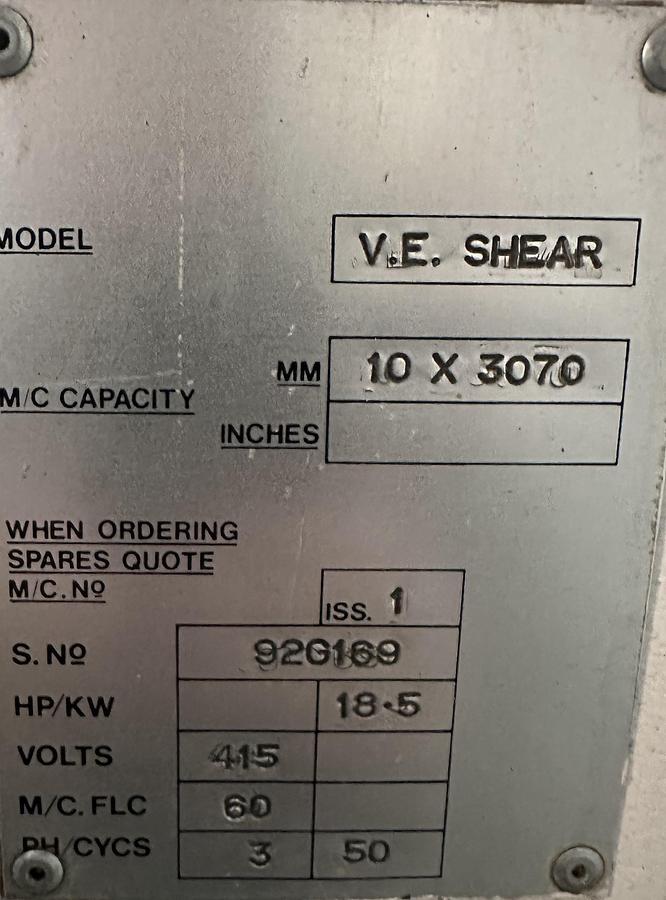 MODEL V.E. SHEAR
MM 10 X 3070
M/C CAPACITY
INCHES
WHEN ORDERING
SPARES QUOTE
M/C. Nº
ISS. 1
S. Nº 92G169
HP/KW 18.5
VOLTS 415
M/C. FLC 60
PH/CYCS 3 50